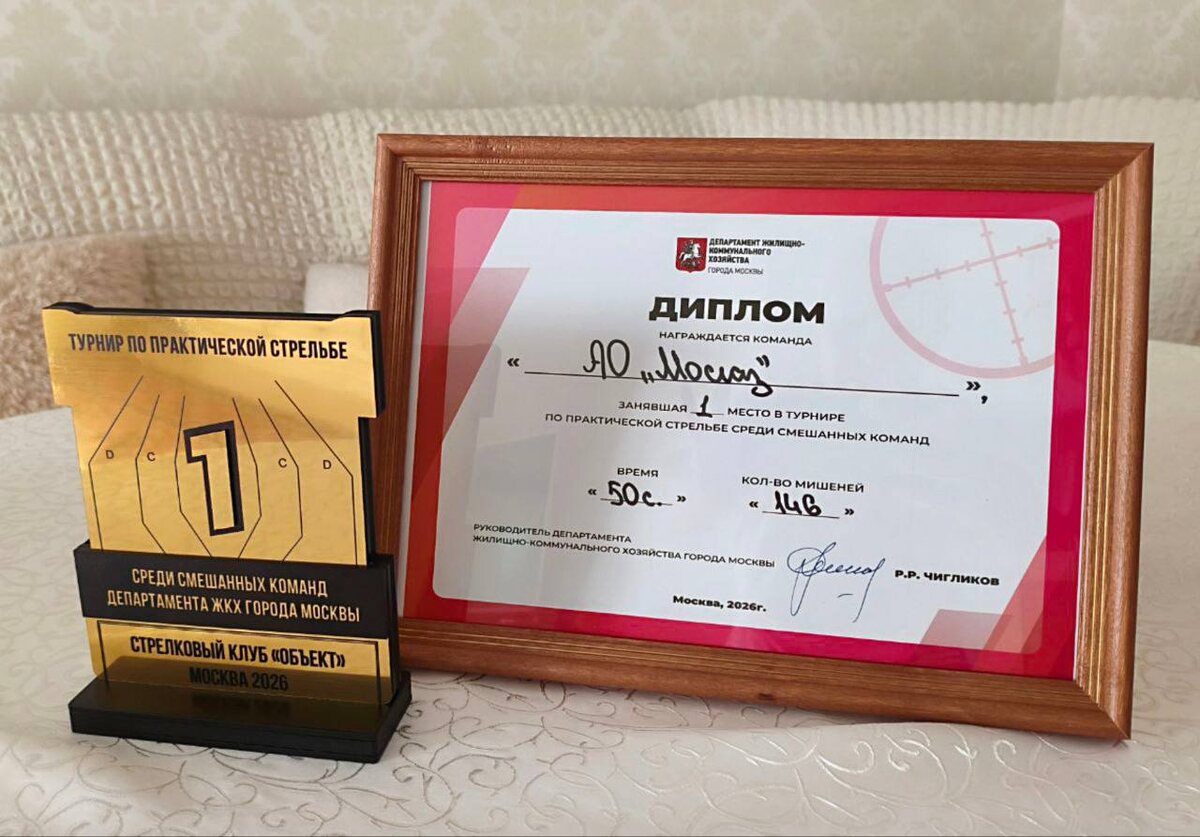 ТУРНИР ПО ПРАКТИЧЕСКОЙ СТРЕЛЬБЕ
D C 1 C D
СРЕДИ СМЕШАННЫХ КОМАНД
ДЕПАРТАМЕНТА ЖКХ ГОРОДА МОСКВЫ
СТРЕЛКОВЫЙ КЛУБ «ОБЪЕКТ»
МОСКВА 2026
ДЕПАРТАМЕНТ ЖИЛИЩНО-
КОММУНАЛЬНОГО
ХОЗЯЙСТВА
ГОРОДА МОСКВЫ
ДИПЛОМ
НАГРАЖДАЕТСЯ КОМАНДА
« АО „Мосгаз” »,
ЗАНЯВШАЯ 1 МЕСТО В ТУРНИРЕ
ПО ПРАКТИЧЕСКОЙ СТРЕЛЬБЕ СРЕДИ СМЕШАННЫХ КОМАНД
ВРЕМЯ
« 50с. »
КОЛ-ВО МИШЕНЕЙ
« 146 »
РУКОВОДИТЕЛЬ ДЕПАРТАМЕНТА
ЖИЛИЩНО-КОММУНАЛЬНОГО ХОЗЯЙСТВА ГОРОДА МОСКВЫ
Р.Р. ЧИГЛИКОВ
Москва, 2026г.